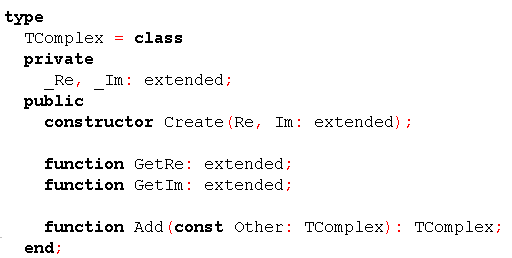 type
  TComplex = class
  private
    _Re, _Im: extended;
  public
    constructor Create(Re, Im: extended);

    function GetRe: extended;
    function GetIm: extended;

    function Add(const Other: TComplex): TComplex;
  end;